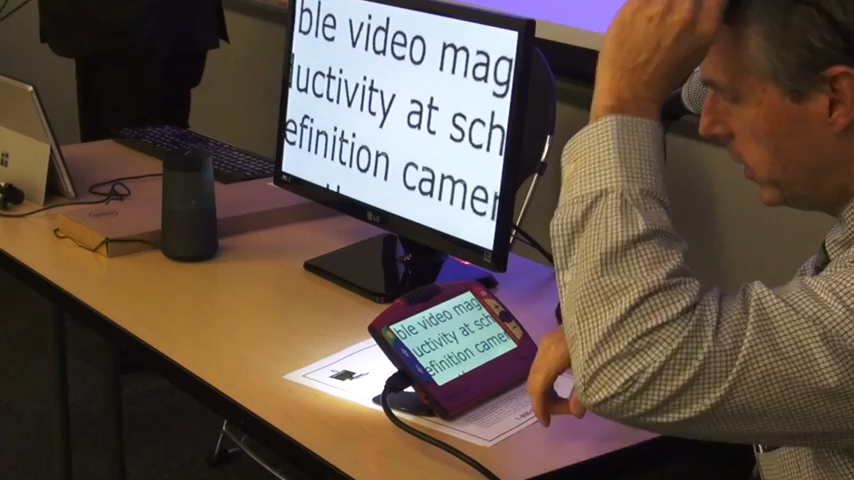 ble video mag
uctivity at sch
efinition camer
LG
ble video mag
uctivity at sch
efinition camer